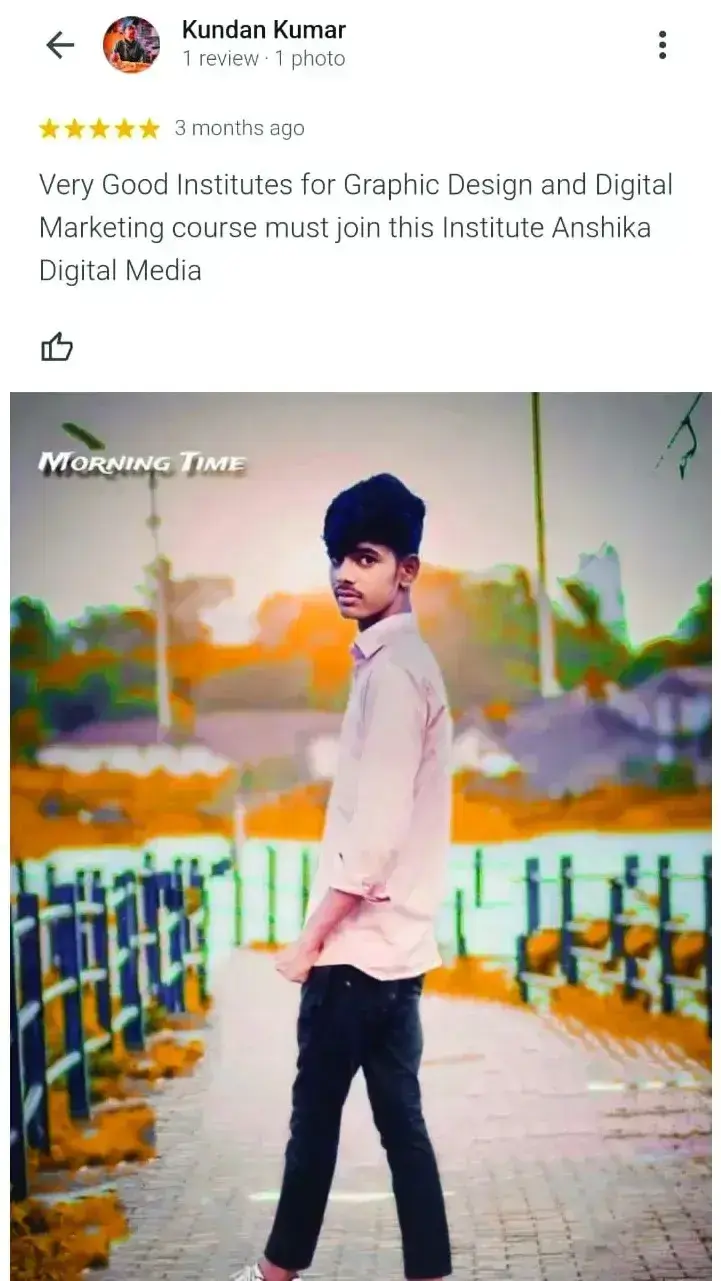 Kundan Kumar
1 review · 1 photo
3 months ago
Very Good Institutes for Graphic Design and Digital
Marketing course must join this Institute Anshika
Digital Media
MORNING TIME